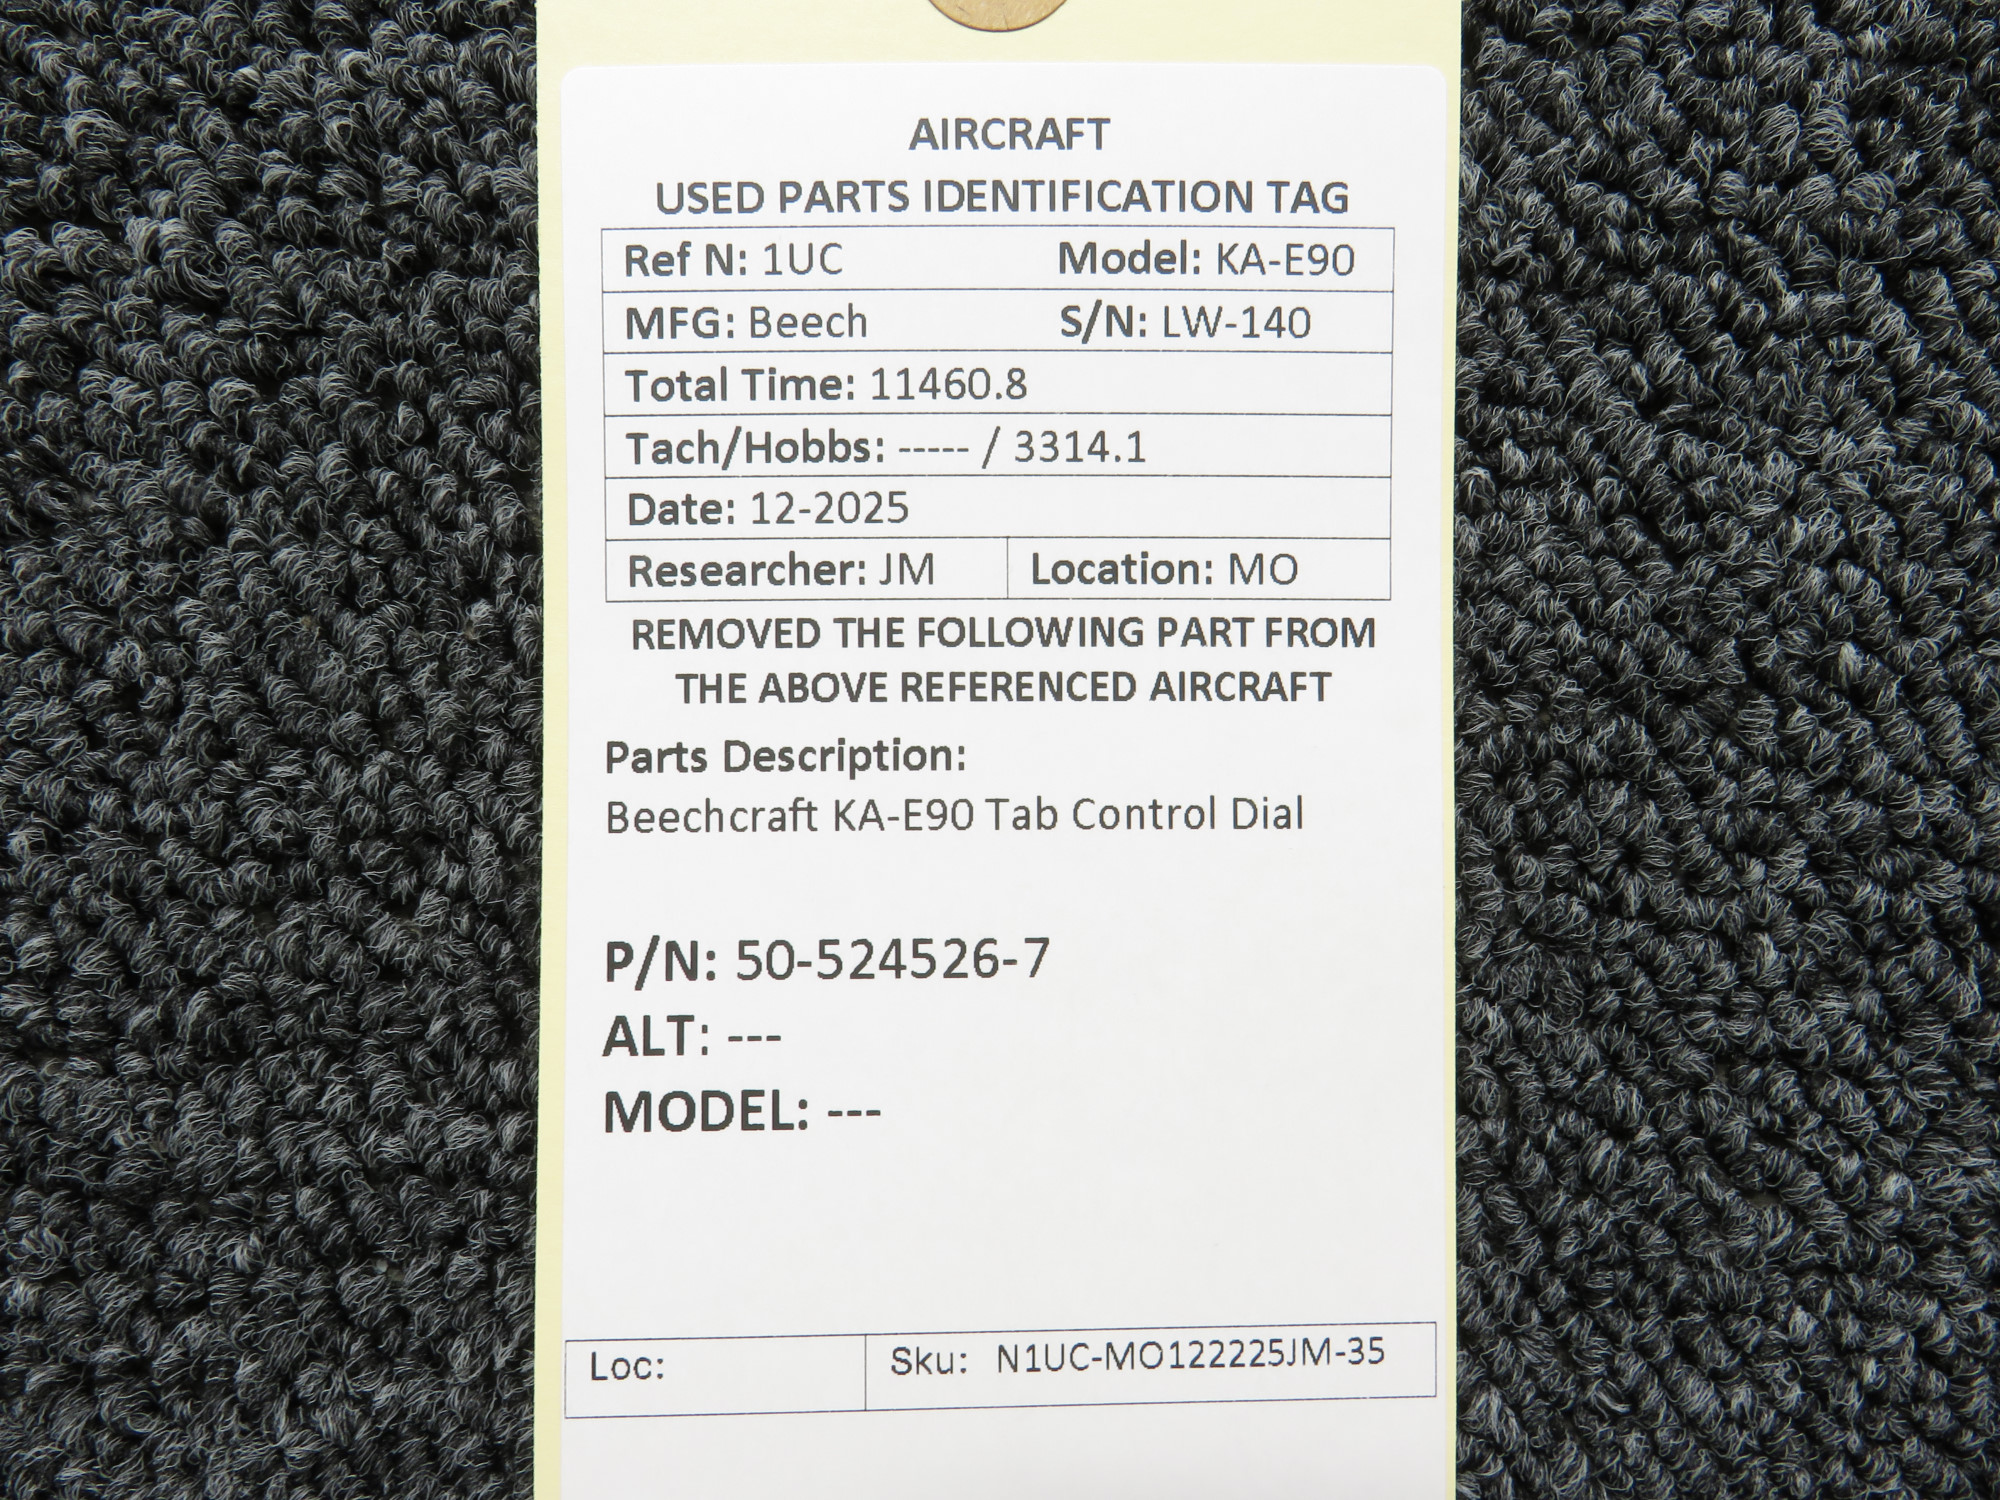 AIRCRAFT
USED PARTS IDENTIFICATION TAG
Ref N: 1UC Model: KA-E90
MFG: Beech S/N: LW-140
Total Time: 11460.8
Tach/Hobbs: ----- / 3314.1
Date: 12-2025
Researcher: JM Location: MO
REMOVED THE FOLLOWING PART FROM
THE ABOVE REFERENCED AIRCRAFT
Parts Description:
Beechcraft KA-E90 Tab Control Dial
P/N: 50-524526-7
ALT: ---
MODEL: ---
Loc: Sku: N1UC-MO122225JM-35